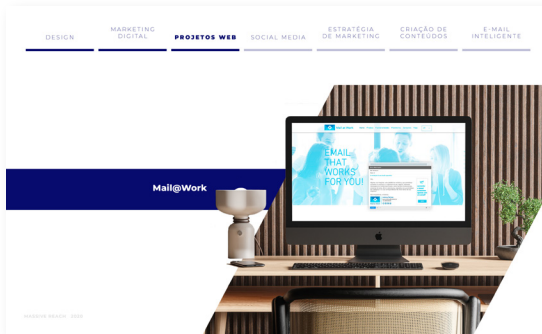 DESIGN
MARKETING
DIGITAL
PROJETOS WEB
SOCIAL MEDIA
ESTRATÉGIA
DE MARKETING
CRIAÇÃO DE
CONTEÚDOS
E-MAIL
INTELIGENTE
EMAIL
THAT
WORKS
FOR YOU!
Mail@Work